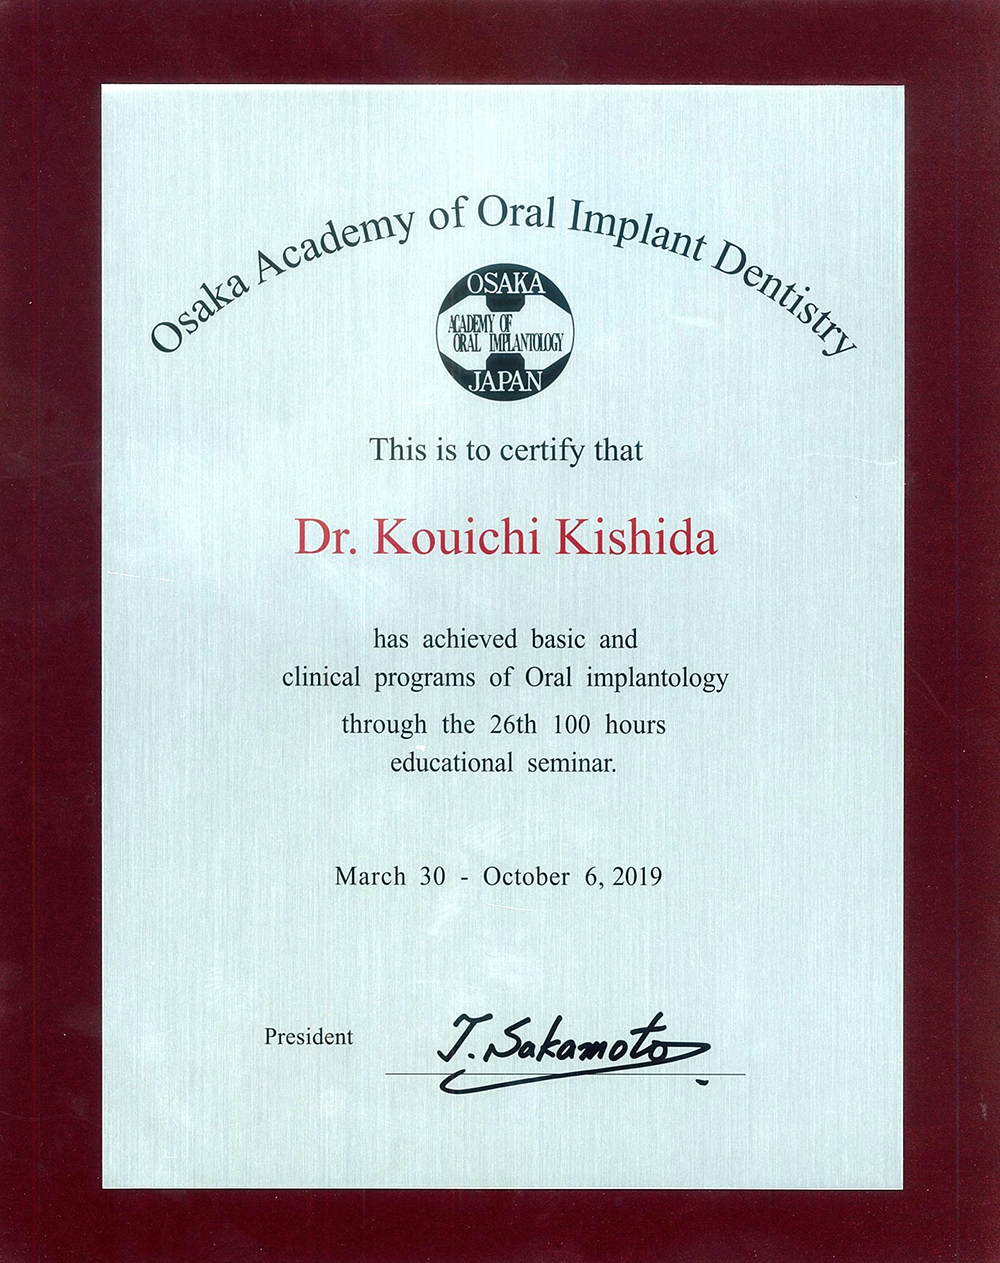 Osaka Academy of Oral Implant Dentistry
OSAKA
ACADEMY OF
ORAL IMPLANTOLOGY
JAPAN
This is to certify that
Dr. Kouichi Kishida
has achieved basic and
clinical programs of Oral implantology
through the 26th 100 hours
educational seminar.
March 30 - October 6, 2019
President
T. Sakamoto